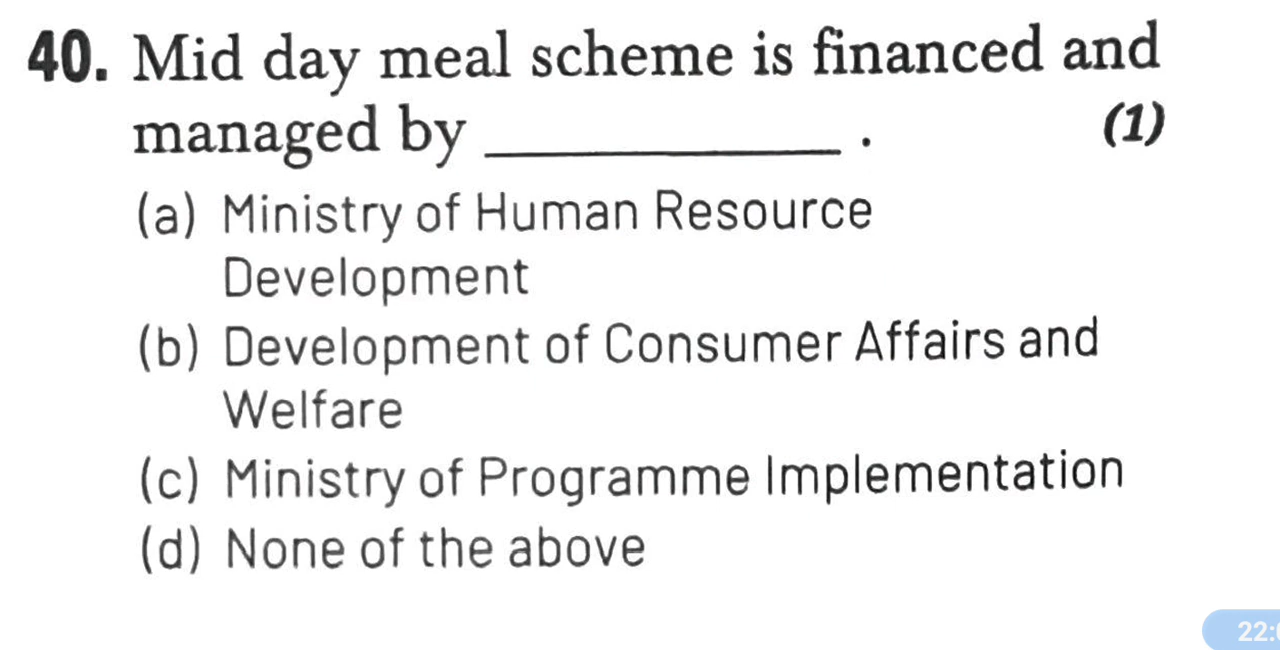 40. Mid day meal scheme is financed and
managed by ____________ . (1)
(a) Ministry of Human Resource
Development
(b) Development of Consumer Affairs and
Welfare
(c) Ministry of Programme Implementation
(d) None of the above